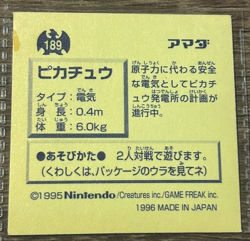 189
アマダ
ピカチュウ
タイプ：電気
身長：0.4m
体重：6.0kg
原子力に代わる安全
な電気としてピカチ
ュウ発電所の計画が
進行中。
●あそびかた● 2人対戦で遊びます。
（くわしくは、パッケージのウラを見てネ）
©1995 Nintendo/Creatures inc./GAME FREAK inc.
1996 MADE IN JAPAN